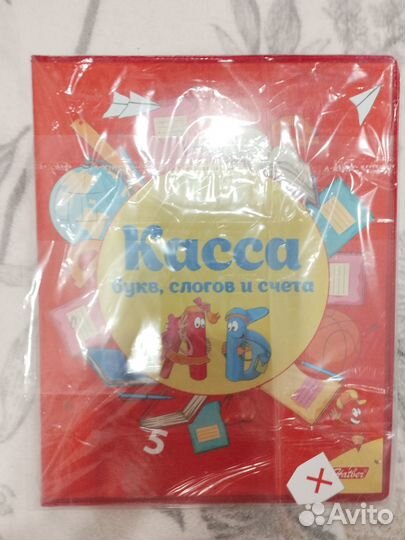 Касса
букв, слогов и счета
А Б
5
Hatber
Avito